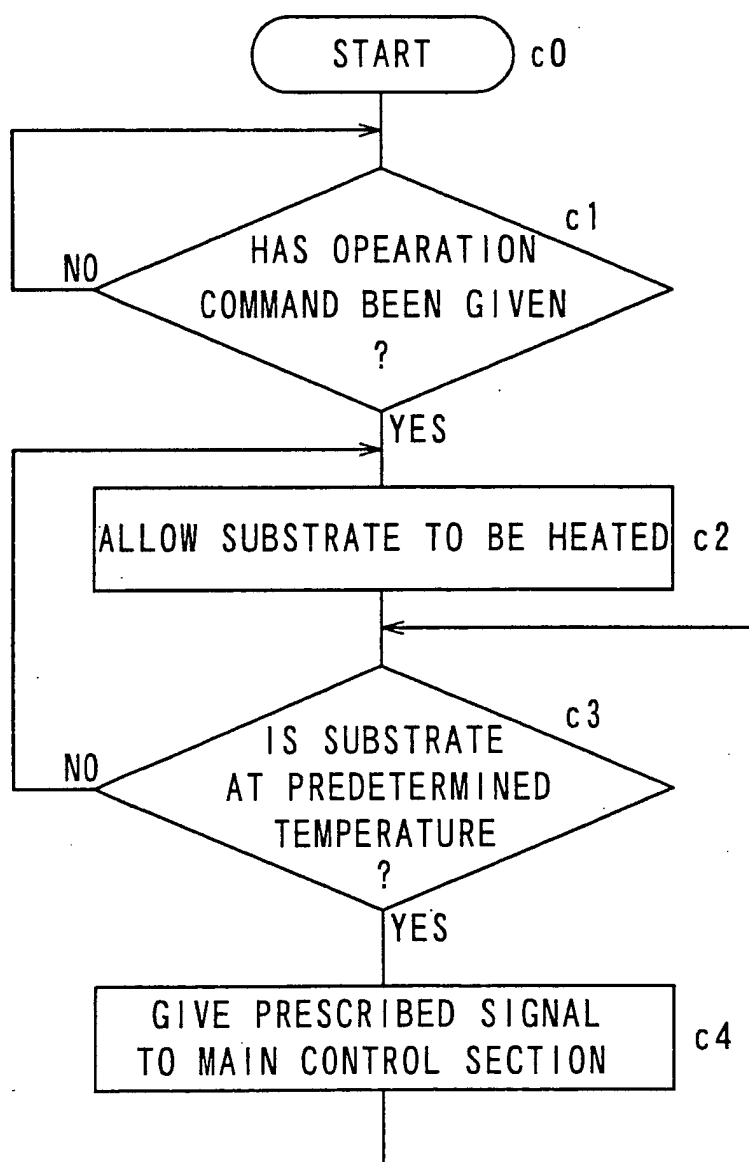 START c0
c1
HAS OPEARATION
COMMAND BEEN GIVEN
?
NO
YES
ALLOW SUBSTRATE TO BE HEATED c2
c3
IS SUBSTRATE
AT PREDETERMINED
TEMPERATURE
?
NO
YES
GIVE PRESCRIBED SIGNAL
TO MAIN CONTROL SECTION
c4